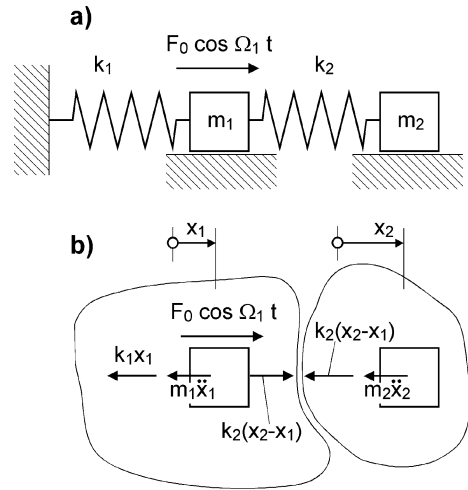 a)
F₀ cos Ω₁ t
k₁ k₂
m₁ m₂
b)
x₁ x₂
F₀ cos Ω₁ t
k₁x₁ k₂(x₂-x₁)
m₁ẍ₁ m₂ẍ₂
k₂(x₂-x₁)